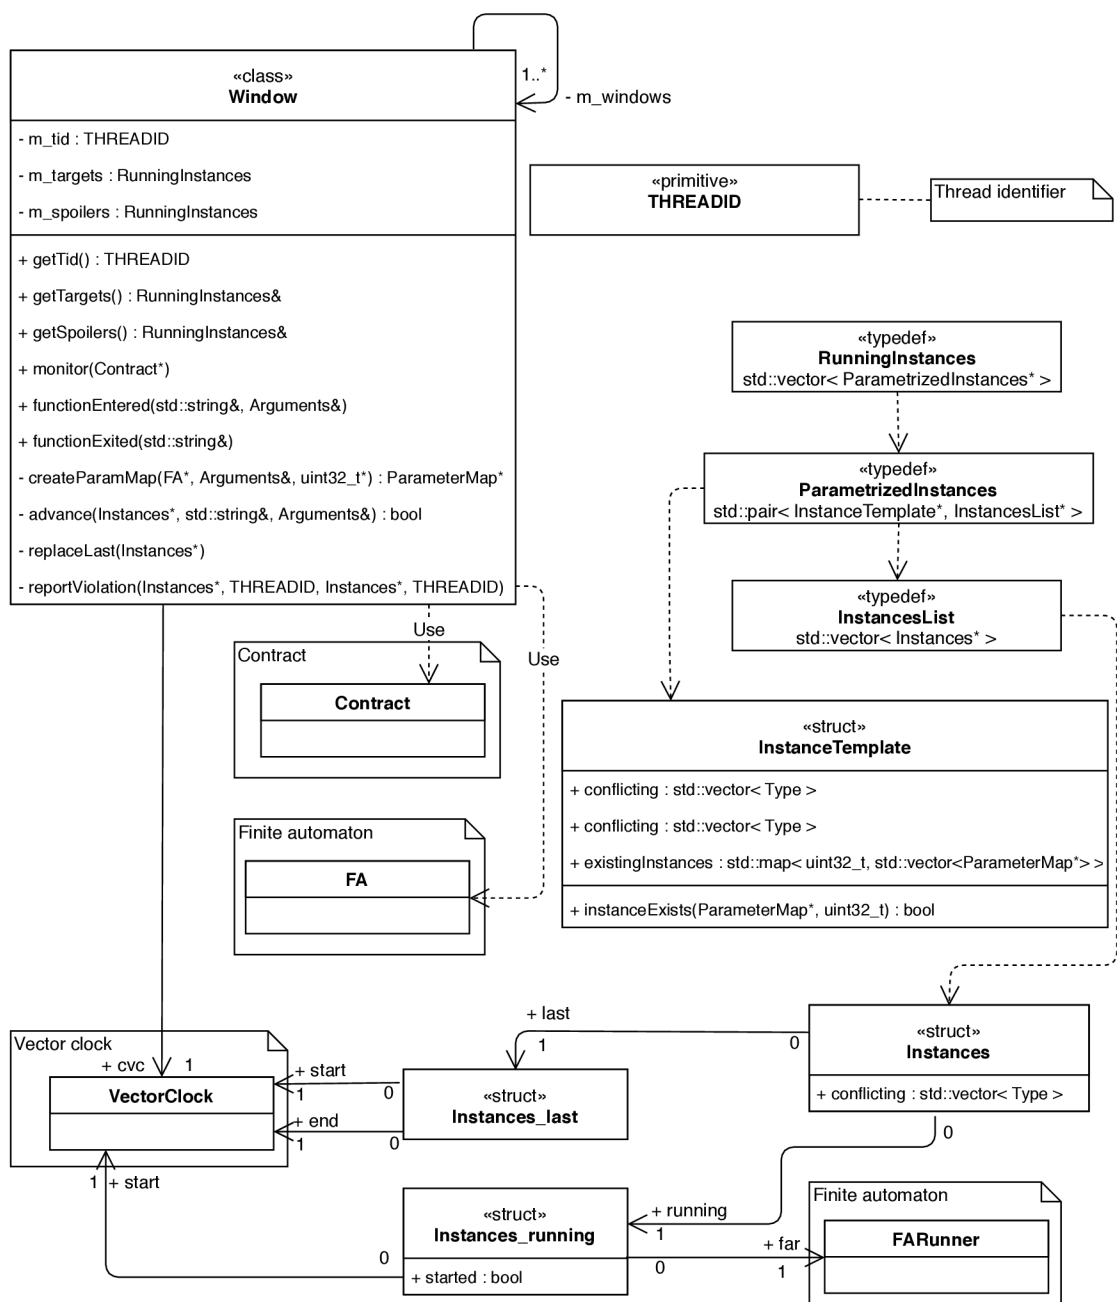 «class»
Window
1..*
- m_windows
- m_tid : THREADID
- m_targets : RunningInstances
- m_spoilers : RunningInstances
+ getTid() : THREADID
+ getTargets() : RunningInstances&
+ getSpoilers() : RunningInstances&
+ monitor(Contract*)
+ functionEntered(std::string&, Arguments&)
+ functionExited(std::string&)
- createParamMap(FA*, Arguments&, uint32_t*) : ParameterMap*
- advance(Instances*, std::string&, Arguments&) : bool
- replaceLast(Instances*)
- reportViolation(Instances*, THREADID, Instances*, THREADID)
«primitive»
THREADID
Thread identifier
«typedef»
RunningInstances
std::vector< ParametrizedInstances* >
«typedef»
ParametrizedInstances
std::pair< InstanceTemplate*, InstancesList* >
«typedef»
InstancesList
std::vector< Instances* >
Use
Use
Contract
Contract
«struct»
InstanceTemplate
+ conflicting : std::vector< Type >
+ conflicting : std::vector< Type >
+ existingInstances : std::map< uint32_t, std::vector<ParameterMap*> >
+ instanceExists(ParameterMap*, uint32_t) : bool
Finite automaton
FA
Vector clock
+ cvc
1
VectorClock
+ start
1
0
+ end
1
0
1
+ start
+ last
1
0
«struct»
Instances_last
«struct»
Instances
+ conflicting : std::vector< Type >
0
«struct»
Instances_running
+ started : bool
0
+ running
1
0
+ far
1
Finite automaton
FARunner